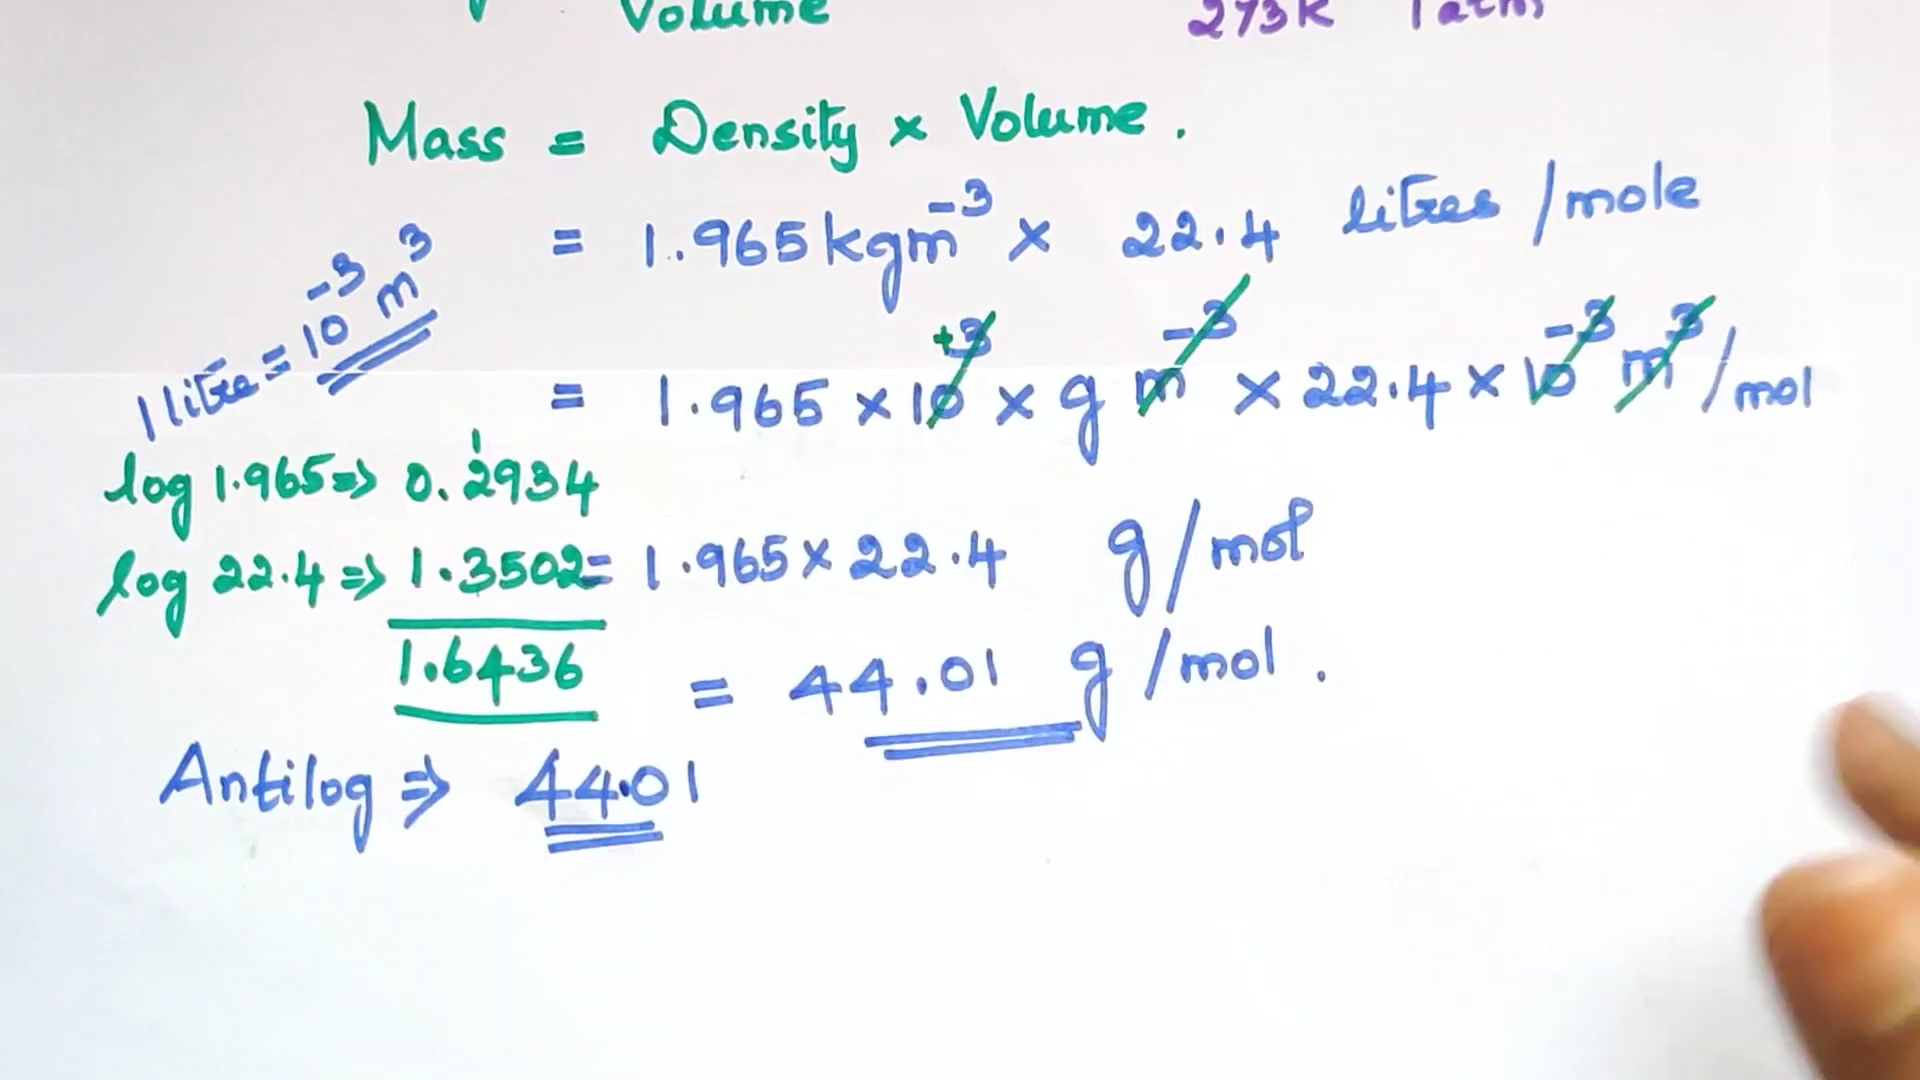 Volume 273K 1 atm
Mass = Density × Volume.
= 1.965 kgm⁻³ × 22.4 litres /mole
1 litre = 10⁻³ m³
= 1.965 × 10⁺³ × g m⁻³ × 22.4 × 10⁻³ m³ /mol
log 1.965 ⇒ 0.2934
log 22.4 ⇒ 1.3502
= 1.965 × 22.4 g/mol
1.6436
= 44.01 g/mol.
Antilog ⇒ 44.01